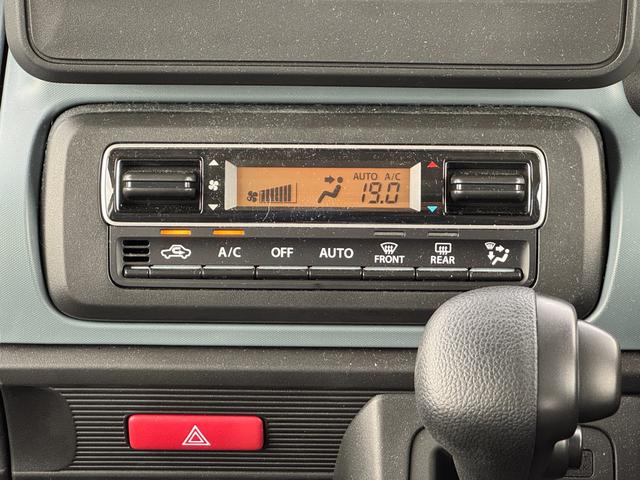 AUTO A/C
19.0
A/C
OFF
AUTO
FRONT
REAR